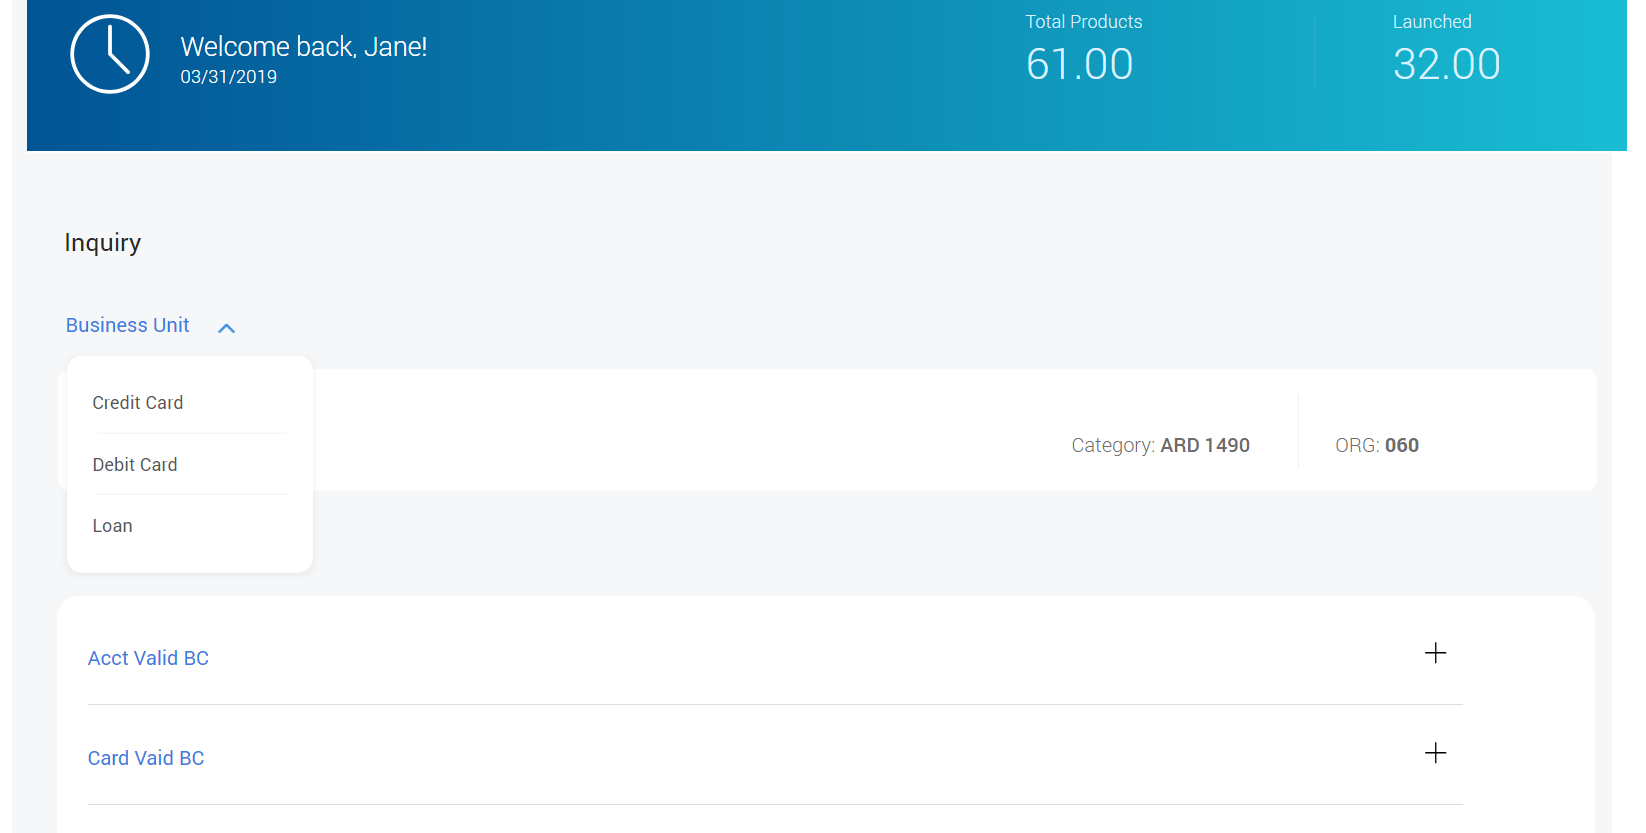 Welcome back, Jane!
03/31/2019
Total Products
61.00
Launched
32.00
Inquiry
Business Unit
Credit Card
Debit Card
Loan
Category: ARD 1490
ORG: 060
Acct Valid BC
Card Vaid BC